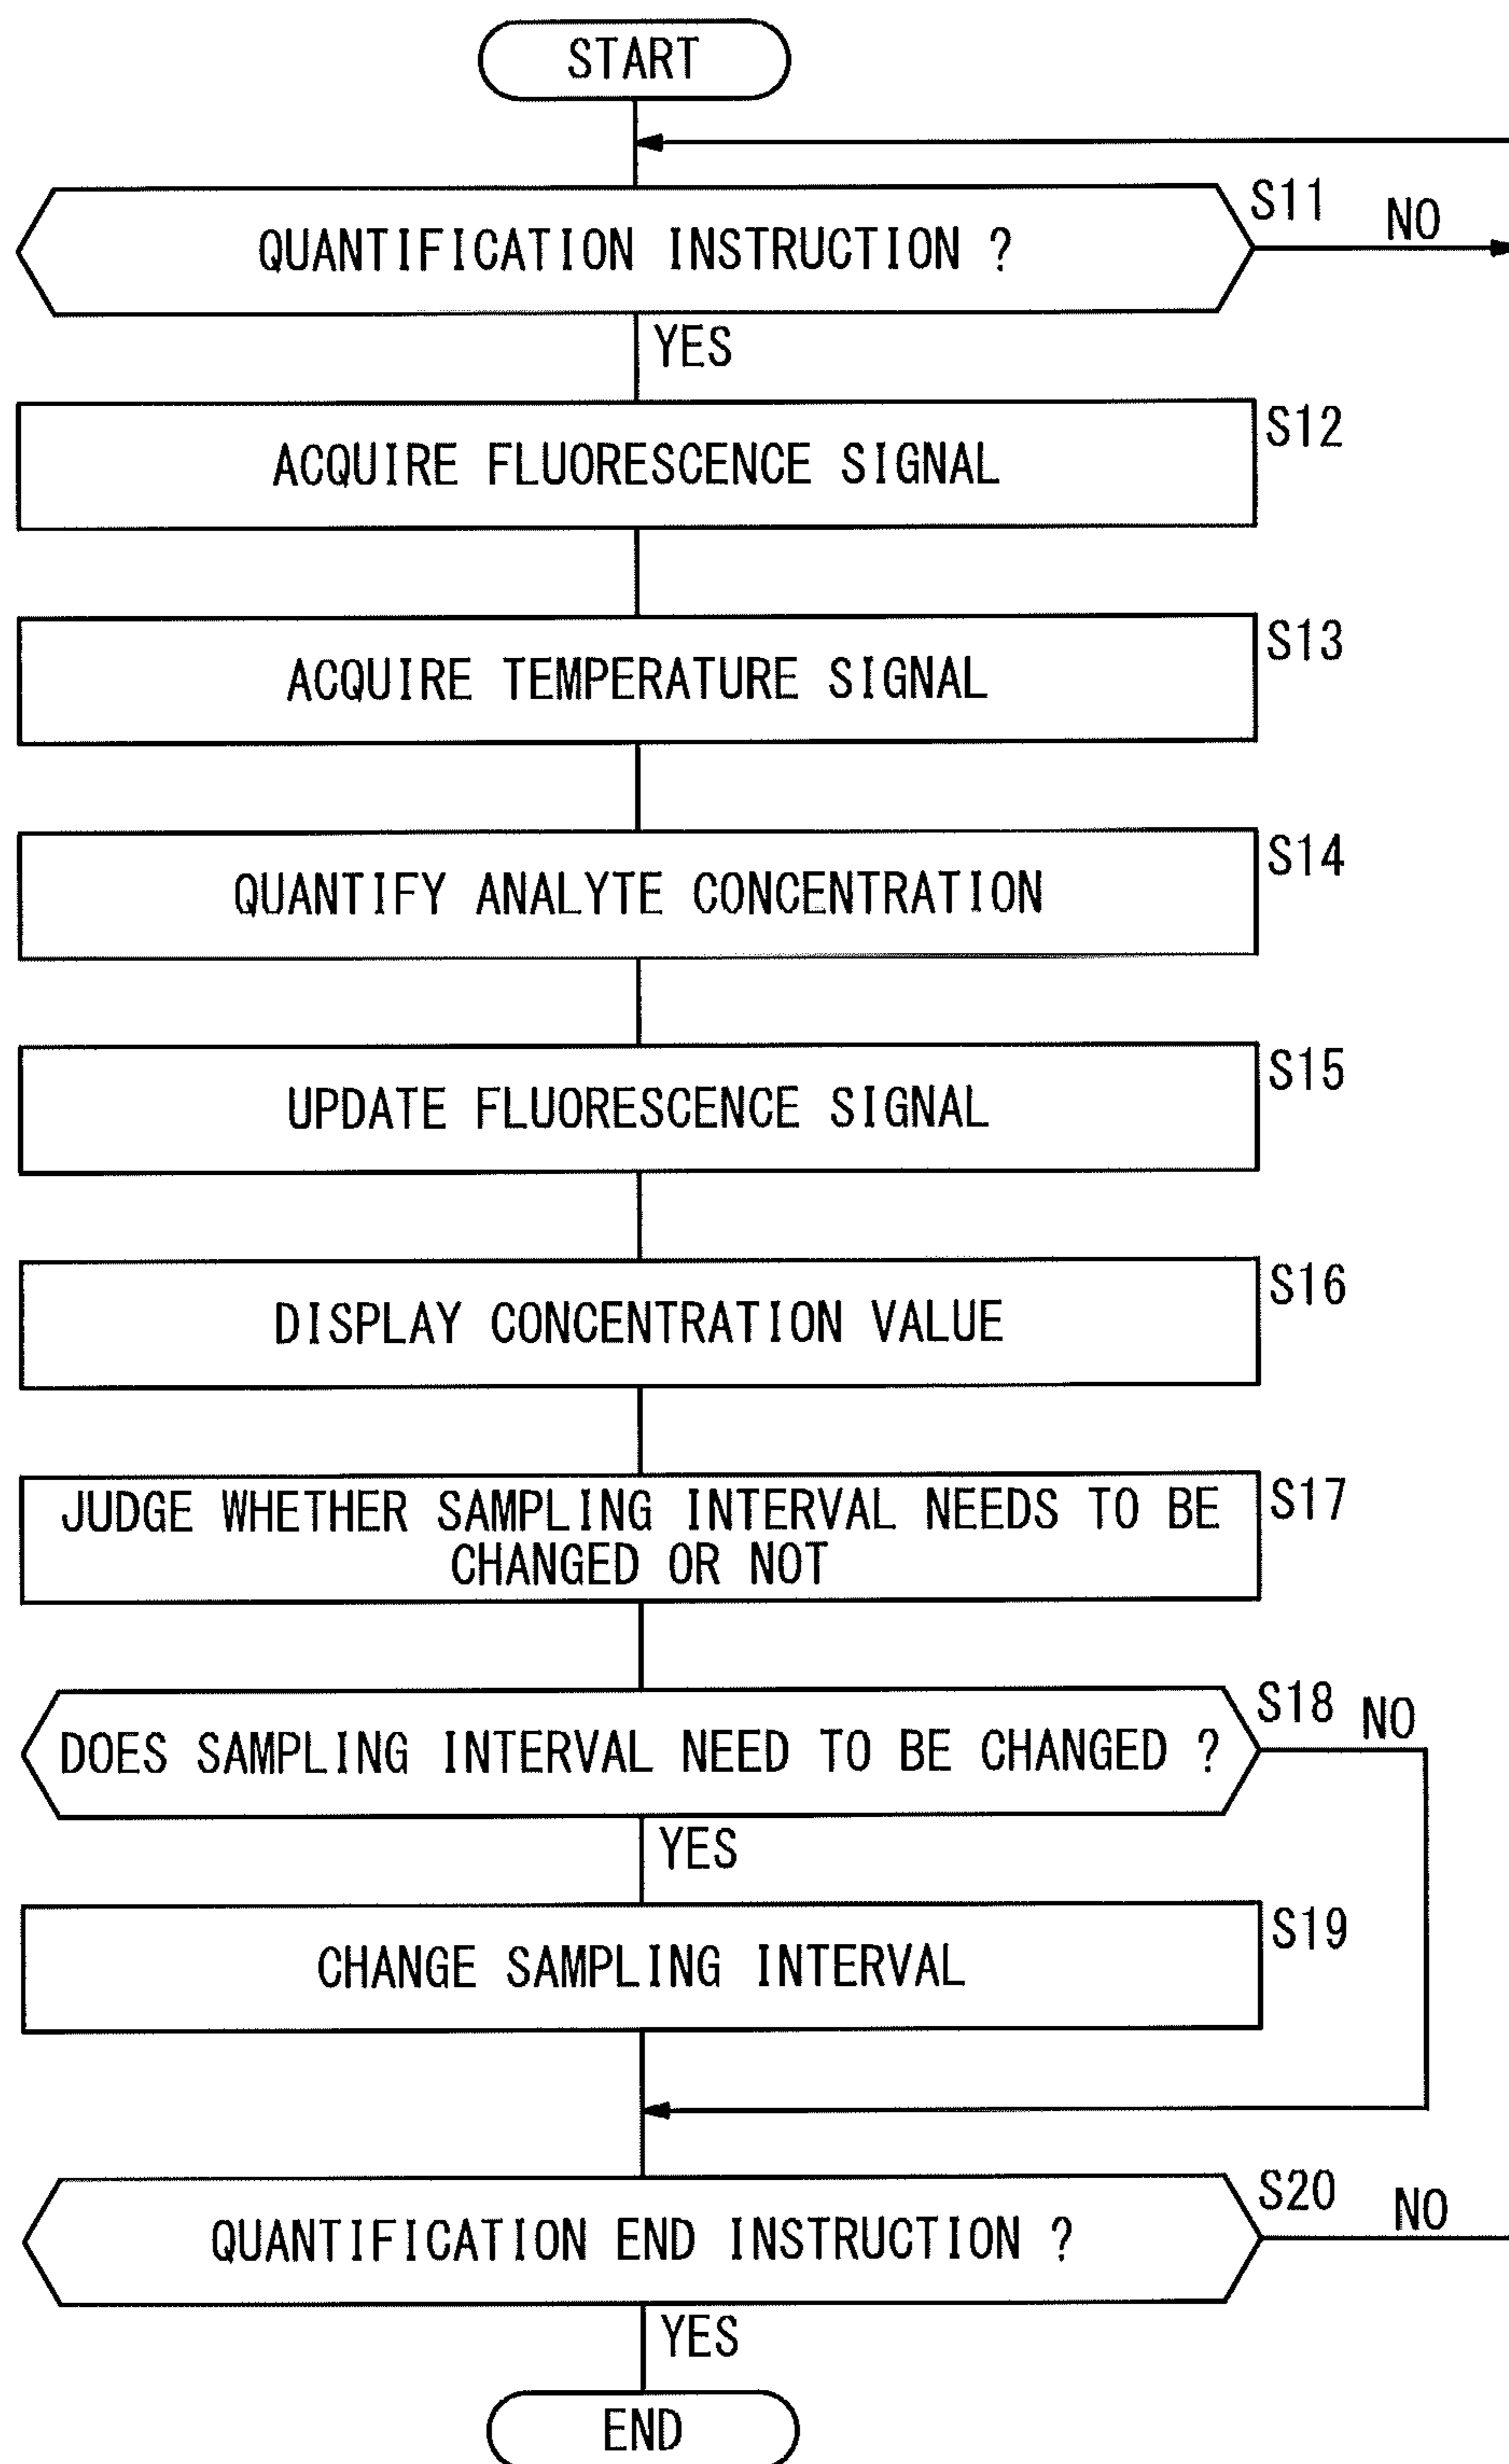 START
QUANTIFICATION INSTRUCTION ?
S11
NO
YES
ACQUIRE FLUORESCENCE SIGNAL
S12
ACQUIRE TEMPERATURE SIGNAL
S13
QUANTIFY ANALYTE CONCENTRATION
S14
UPDATE FLUORESCENCE SIGNAL
S15
DISPLAY CONCENTRATION VALUE
S16
JUDGE WHETHER SAMPLING INTERVAL NEEDS TO BE
CHANGED OR NOT
S17
DOES SAMPLING INTERVAL NEED TO BE CHANGED ?
S18
NO
YES
CHANGE SAMPLING INTERVAL
S19
QUANTIFICATION END INSTRUCTION ?
S20
NO
YES
END